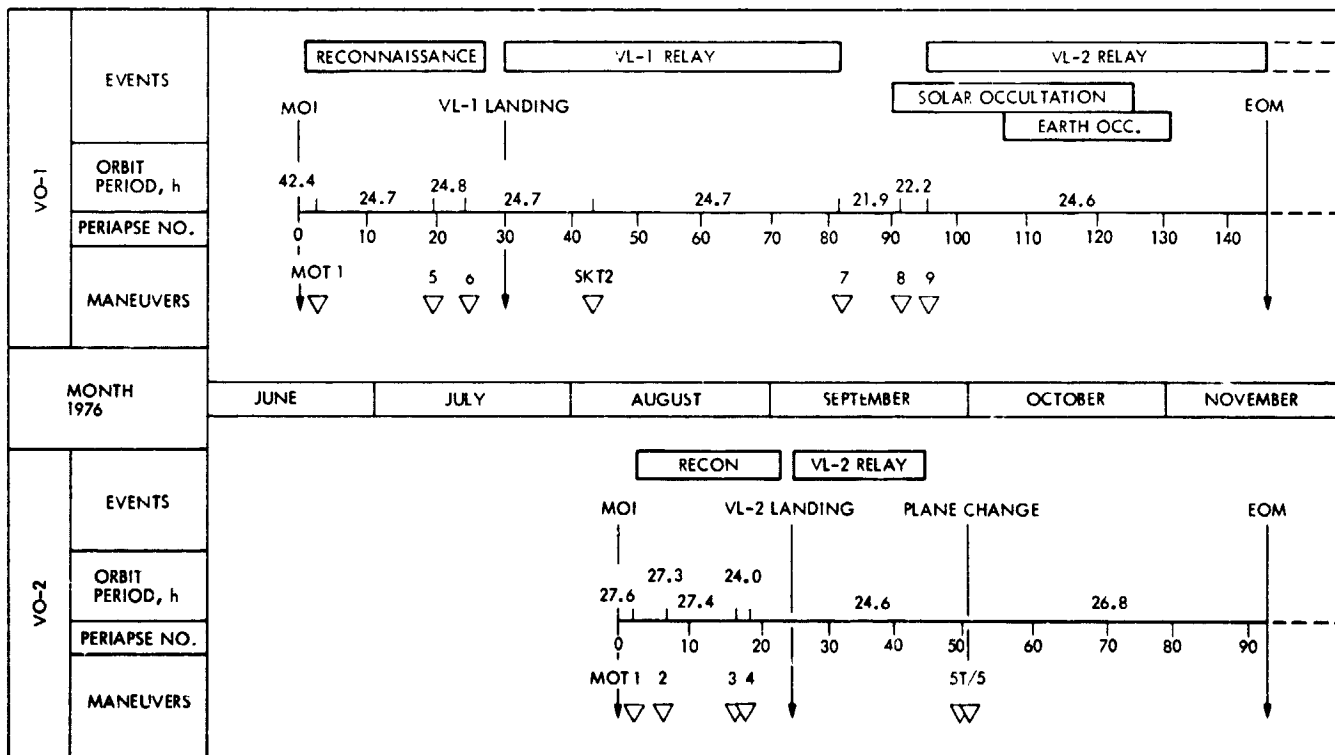 VO-1
EVENTS
RECONNAISSANCE
VL-1 RELAY
VL-2 RELAY
SOLAR OCCULTATION
EARTH OCC.
MOI
VL-1 LANDING
EOM
ORBIT
PERIOD, h
42.4 24.7 24.8 24.7 24.7 21.9 22.2 24.6
PERIAPSE NO.
0 10 20 30 40 50 60 70 80 90 100 110 120 130 140
MANEUVERS
MOT 1 5 6 SKT2 7 8 9
MONTH
1976
JUNE JULY AUGUST SEPTEMBER OCTOBER NOVEMBER
VO-2
EVENTS
RECON
VL-2 RELAY
MOI
VL-2 LANDING
PLANE CHANGE
EOM
ORBIT
PERIOD, h
27.6 27.3 27.4 24.0 24.6 26.8
PERIAPSE NO.
0 10 20 30 40 50 60 70 80 90
MANEUVERS
MOT 1 2 3 4 5T/5